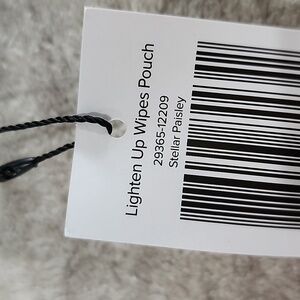 Lighten Up Wipes Pouch
29365-12209
Stellar Paisley